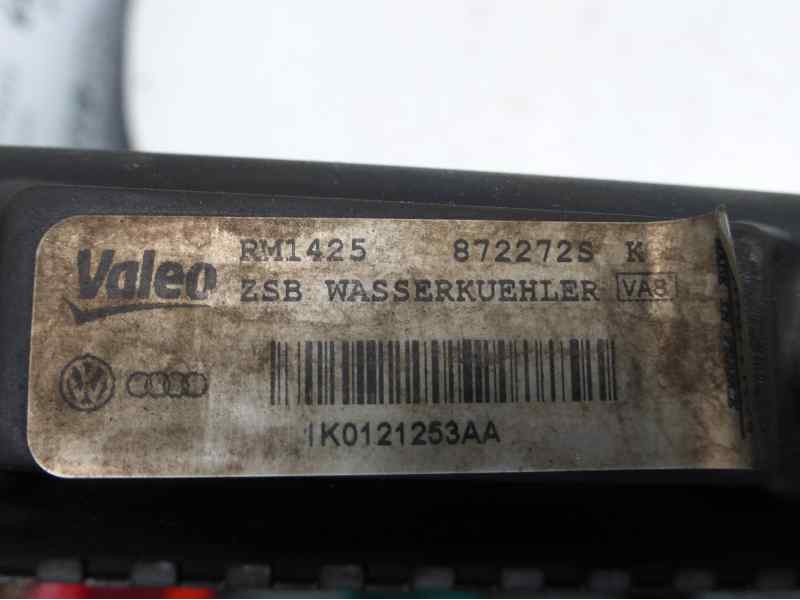 Valeo
RM1425 872272S K
ZSB WASSERKUEHLER VA8
1K0121253AA